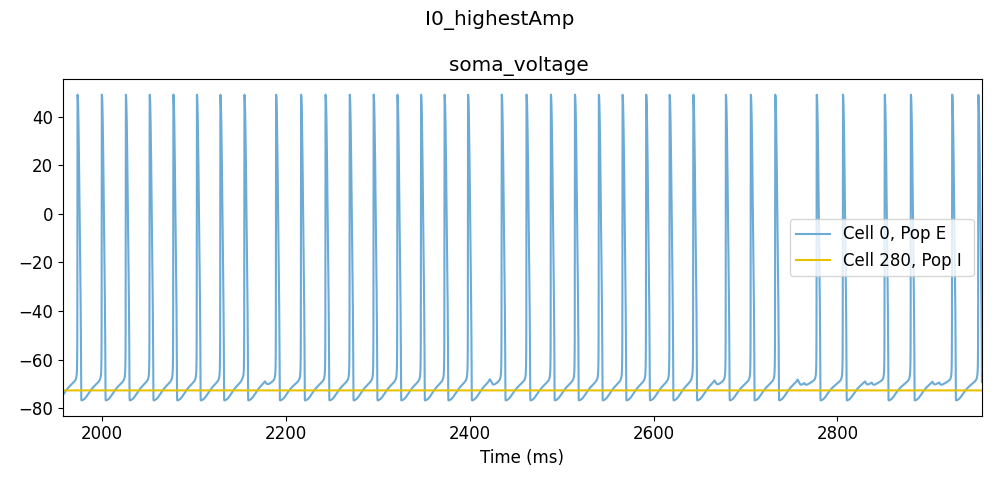 I0_highestAmp
soma_voltage
40
20
0
−20
−40
−60
−80
Cell 0, Pop E
Cell 280, Pop I
2000 2200 2400 2600 2800
Time (ms)